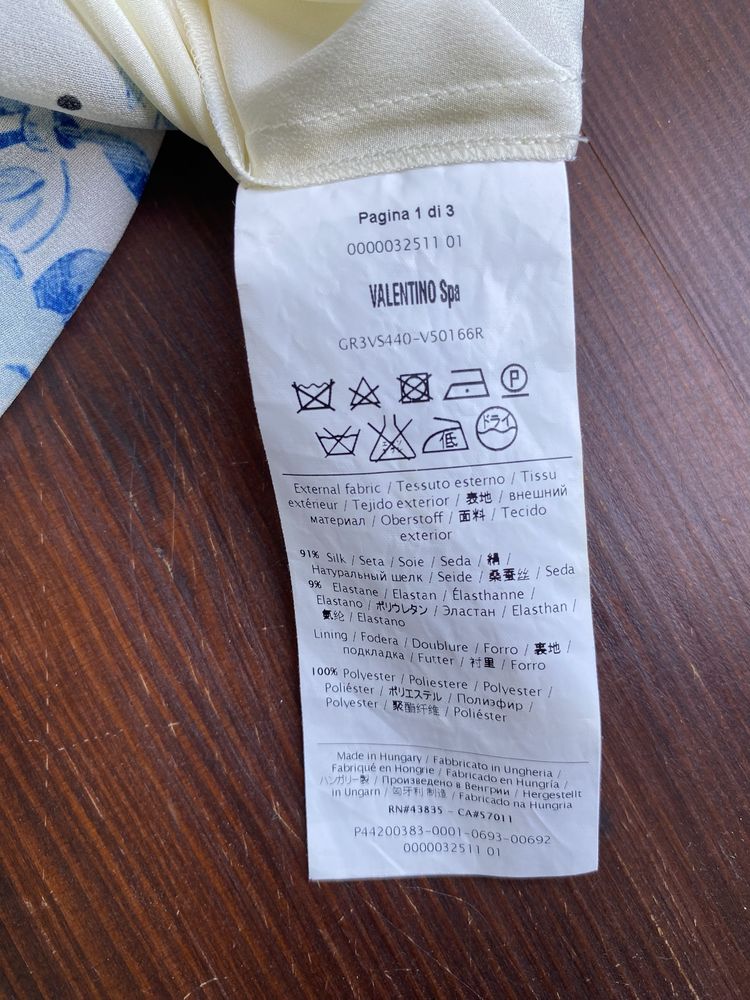 Pagina 1 di 3
0000032511 01
VALENTINO Spa
GR3VS440-V50166R
P
低 ドライ
External fabric / Tessuto esterno / Tissu
extérieur / Tejido exterior / 表地 / внешний
материал / Oberstoff / 面料 / Tecido
exterior
91% Silk / Seta / Soie / Seda / 絹 /
Натуральный шелк / Seide / 桑蚕丝 / Seda
9% Elastane / Elastan / Élasthanne /
Elastano / ポリウレタン / Эластан / Elasthan /
氨纶 / Elastano
Lining / Fodera / Doublure / Forro / 裏地 /
подкладка / Futter / 衬里 / Forro
100% Polyester / Poliestere / Polyester /
Poliéster / ポリエステル / Полиэфир /
Polyester / 聚酯纤维 / Poliéster
Made in Hungary / Fabbricato in Ungheria /
Fabriqué en Hongrie / Fabricado en Hungría /
ハンガリー製 / Произведено в Венгрии / Hergestellt
in Ungarn / 匈牙利制造 / Fabricado na Hungria
RN#43835 - CA#57011
P44200383-0001-0693-00692
0000032511 01